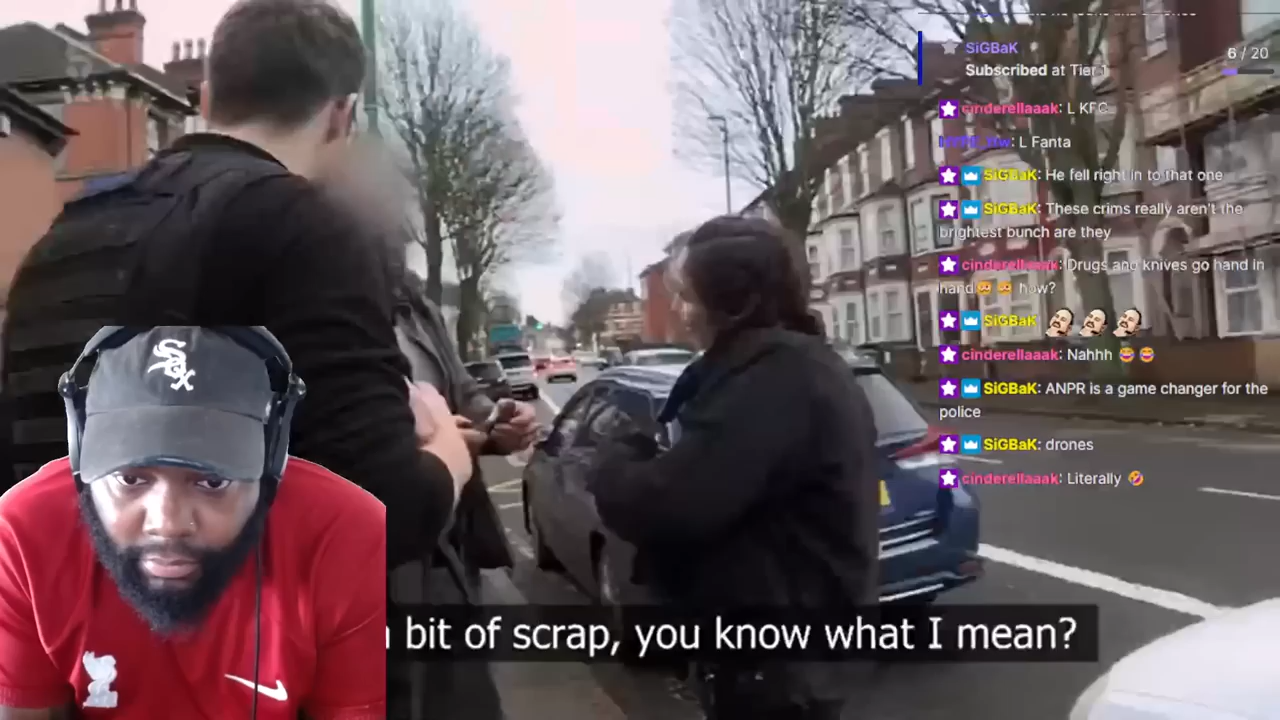 SiGBaK
Subscribed at Tier 1
6 / 20
cinderellaaak: L KFC
: L Fanta
SiGBaK: He fell right in to that one
SiGBaK: These crims really aren't the
brightest bunch are they
cinderellaaak: Drugs and knives go hand in
hand how?
SiGBaK:
cinderellaaak: Nahhh
SiGBaK: ANPR is a game changer for the
police
SiGBaK: drones
cinderellaaak: Literally
bit of scrap, you know what I mean?
Sox